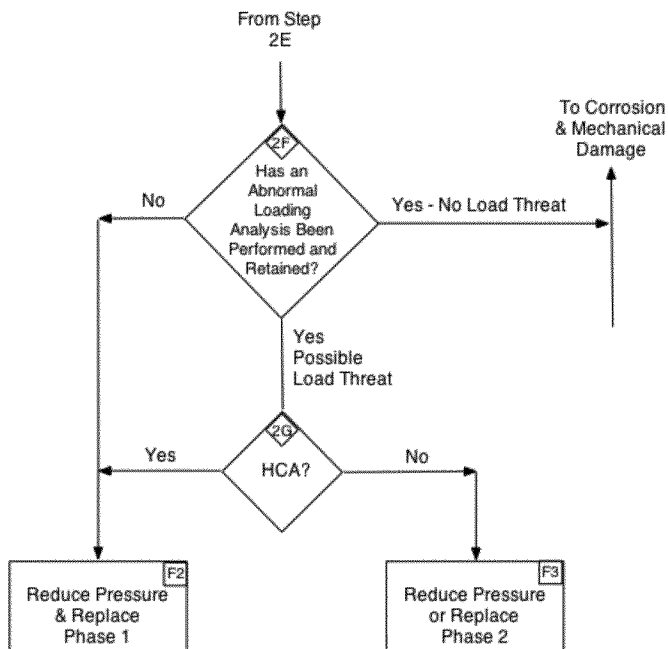 From Step
2E
To Corrosion
& Mechanical
Damage
2F
Has an
Abnormal
Loading
Analysis Been
Performed and
Retained?
No
Yes - No Load Threat
Yes
Possible
Load Threat
2G
HCA?
Yes
No
F2
Reduce Pressure
& Replace
Phase 1
F3
Reduce Pressure
or Replace
Phase 2